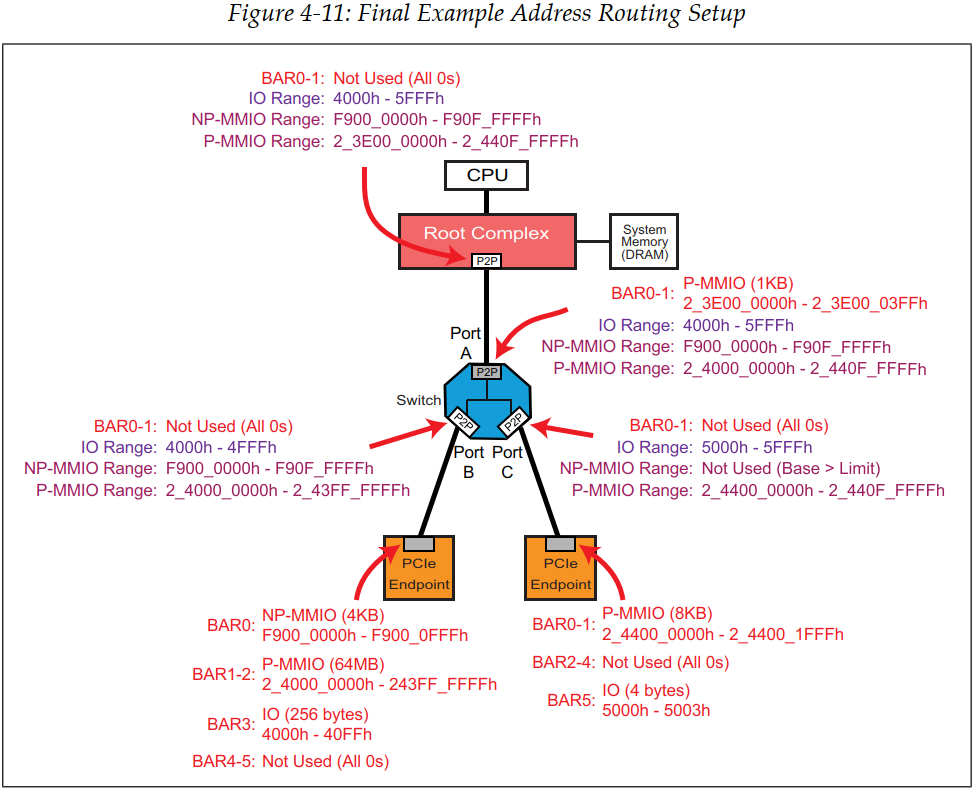 Figure 4-11: Final Example Address Routing Setup
BAR0-1: Not Used (All 0s)
IO Range: 4000h - 5FFFh
NP-MMIO Range: F900_0000h - F90F_FFFFh
P-MMIO Range: 2_3E00_0000h - 2_440F_FFFFh
CPU
Root Complex
P2P
System
Memory
(DRAM)
BAR0-1: P-MMIO (1KB)
2_3E00_0000h - 2_3E00_03FFh
IO Range: 4000h - 5FFFh
NP-MMIO Range: F900_0000h - F90F_FFFFh
P-MMIO Range: 2_4000_0000h - 2_440F_FFFFh
Port
A
P2P
Switch
P2P
P2P
Port
B
Port
C
BAR0-1: Not Used (All 0s)
IO Range: 4000h - 4FFFh
NP-MMIO Range: F900_0000h - F90F_FFFFh
P-MMIO Range: 2_4000_0000h - 2_43FF_FFFFh
BAR0-1: Not Used (All 0s)
IO Range: 5000h - 5FFFh
NP-MMIO Range: Not Used (Base > Limit)
P-MMIO Range: 2_4400_0000h - 2_440F_FFFFh
PCIe
Endpoint
PCIe
Endpoint
BAR0: NP-MMIO (4KB)
F900_0000h - F900_0FFFh
BAR1-2: P-MMIO (64MB)
2_4000_0000h - 243FF_FFFFh
BAR3: IO (256 bytes)
4000h - 40FFh
BAR4-5: Not Used (All 0s)
BAR0-1: P-MMIO (8KB)
2_4400_0000h - 2_4400_1FFFh
BAR2-4: Not Used (All 0s)
BAR5: IO (4 bytes)
5000h - 5003h